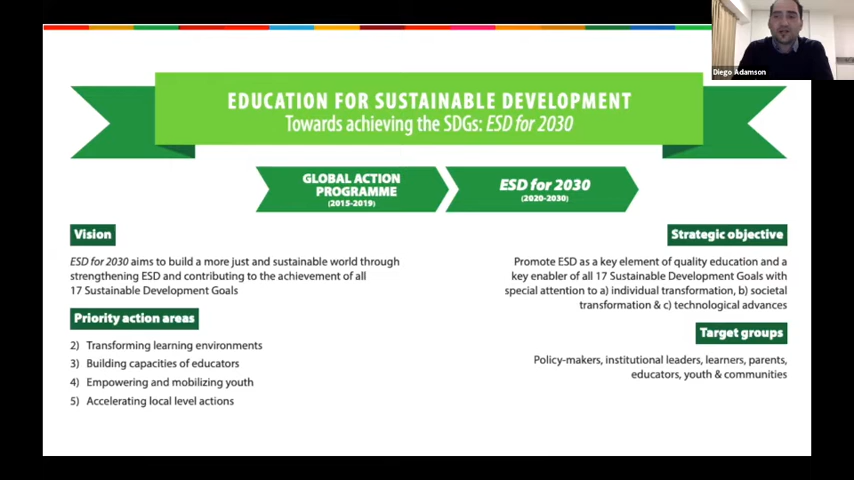 Diego Adamson
EDUCATION FOR SUSTAINABLE DEVELOPMENT
Towards achieving the SDGs: ESD for 2030
GLOBAL ACTION
PROGRAMME
(2015-2019)
ESD for 2030
(2020-2030)
Vision
ESD for 2030 aims to build a more just and sustainable world through
strengthening ESD and contributing to the achievement of all
17 Sustainable Development Goals
Priority action areas
2) Transforming learning environments
3) Building capacities of educators
4) Empowering and mobilizing youth
5) Accelerating local level actions
Strategic objective
Promote ESD as a key element of quality education and a
key enabler of all 17 Sustainable Development Goals with
special attention to a) individual transformation, b) societal
transformation & c) technological advances
Target groups
Policy-makers, institutional leaders, learners, parents,
educators, youth & communities